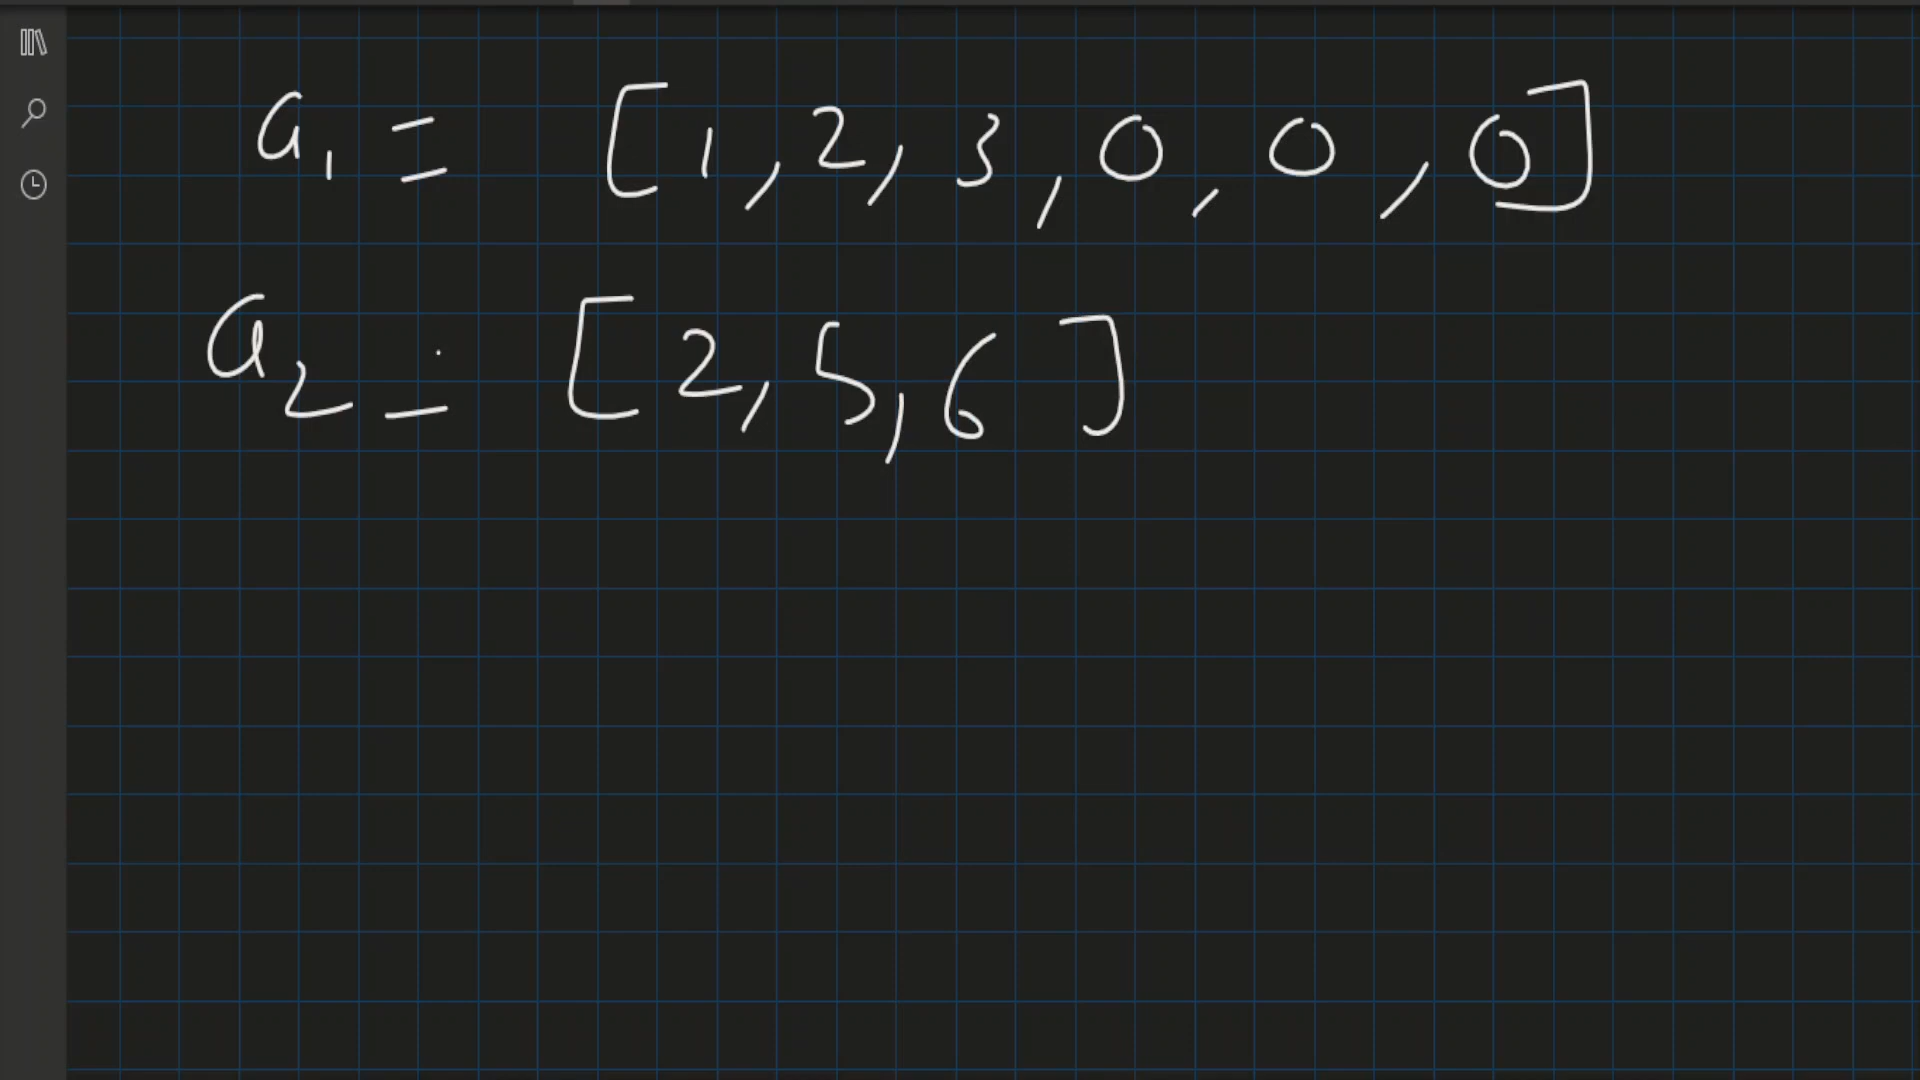 a₁ = [1, 2, 3, 0, 0, 0]
a₂ = [2, 5, 6]